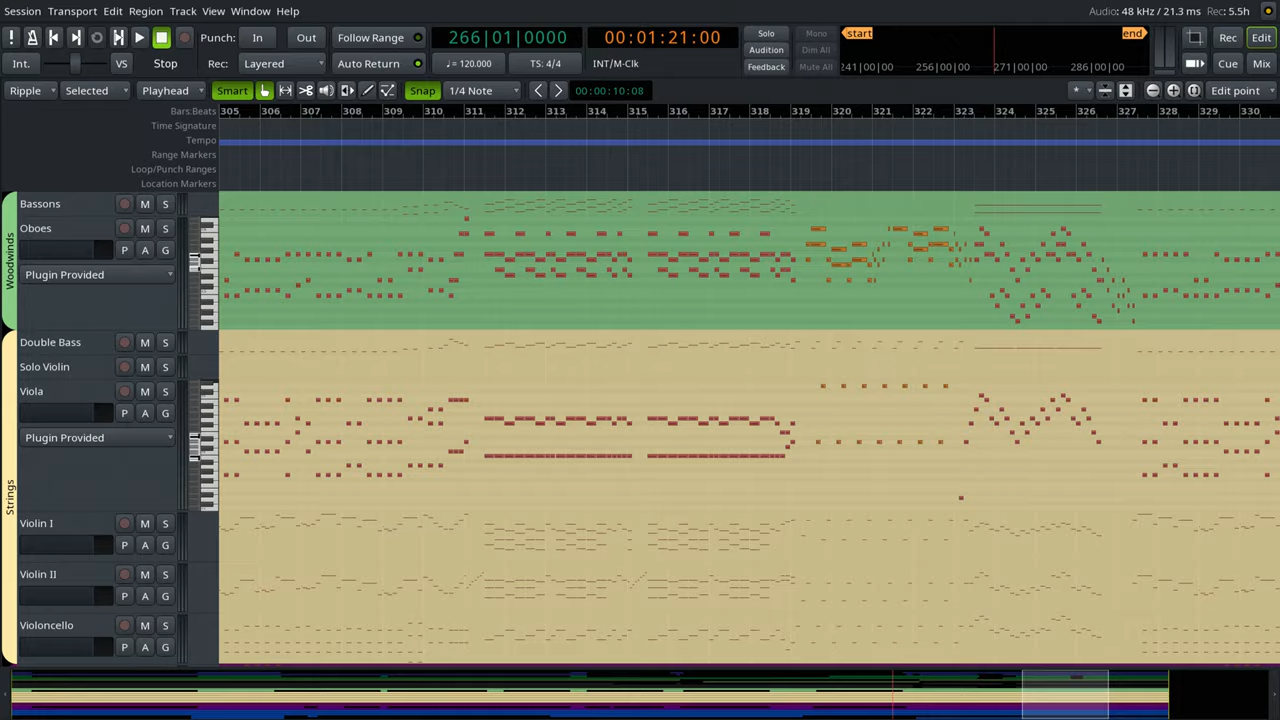 Session Transport Edit Region Track View Window Help Audio: 48 kHz / 21.3 ms Rec: 5.5h
Punch: In Out Follow Range 266|01|0000 00:01:21:00 Solo Mono start end Rec Edit
Audition Dim All
Int. VS Stop Rec: Layered Auto Return ♩= 120.000 TS: 4/4 INT/M-Clk Feedback Mute All 241|00|00 256|00|00 271|00|00 286|00|00 Cue Mix
Ripple Selected Playhead Smart Snap 1/4 Note 00:00:10:08 * Edit point
Bars:Beats 305 306 307 308 309 310 311 312 313 314 315 316 317 318 319 320 321 322 323 324 325 326 327 328 329 330
Time Signature
Tempo
Range Markers
Loop/Punch Ranges
Location Markers
Woodwinds
Bassons M S
Oboes M S
P A G
Plugin Provided
Strings
Double Bass M S
Solo Violin M S
Viola M S
P A G
Plugin Provided
Violin I M S
P A G
Violin II M S
P A G
Violoncello M S
P A G